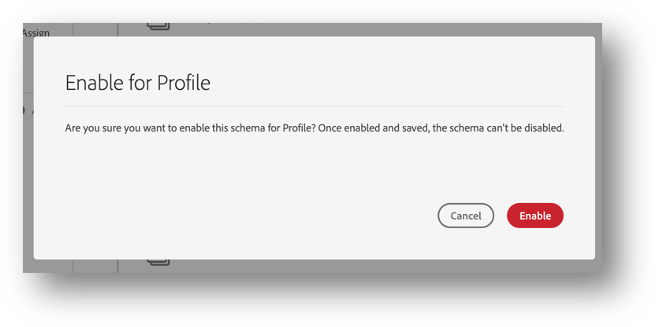 Assign
Enable for Profile
Are you sure you want to enable this schema for Profile? Once enabled and saved, the schema can't be disabled.
Cancel
Enable